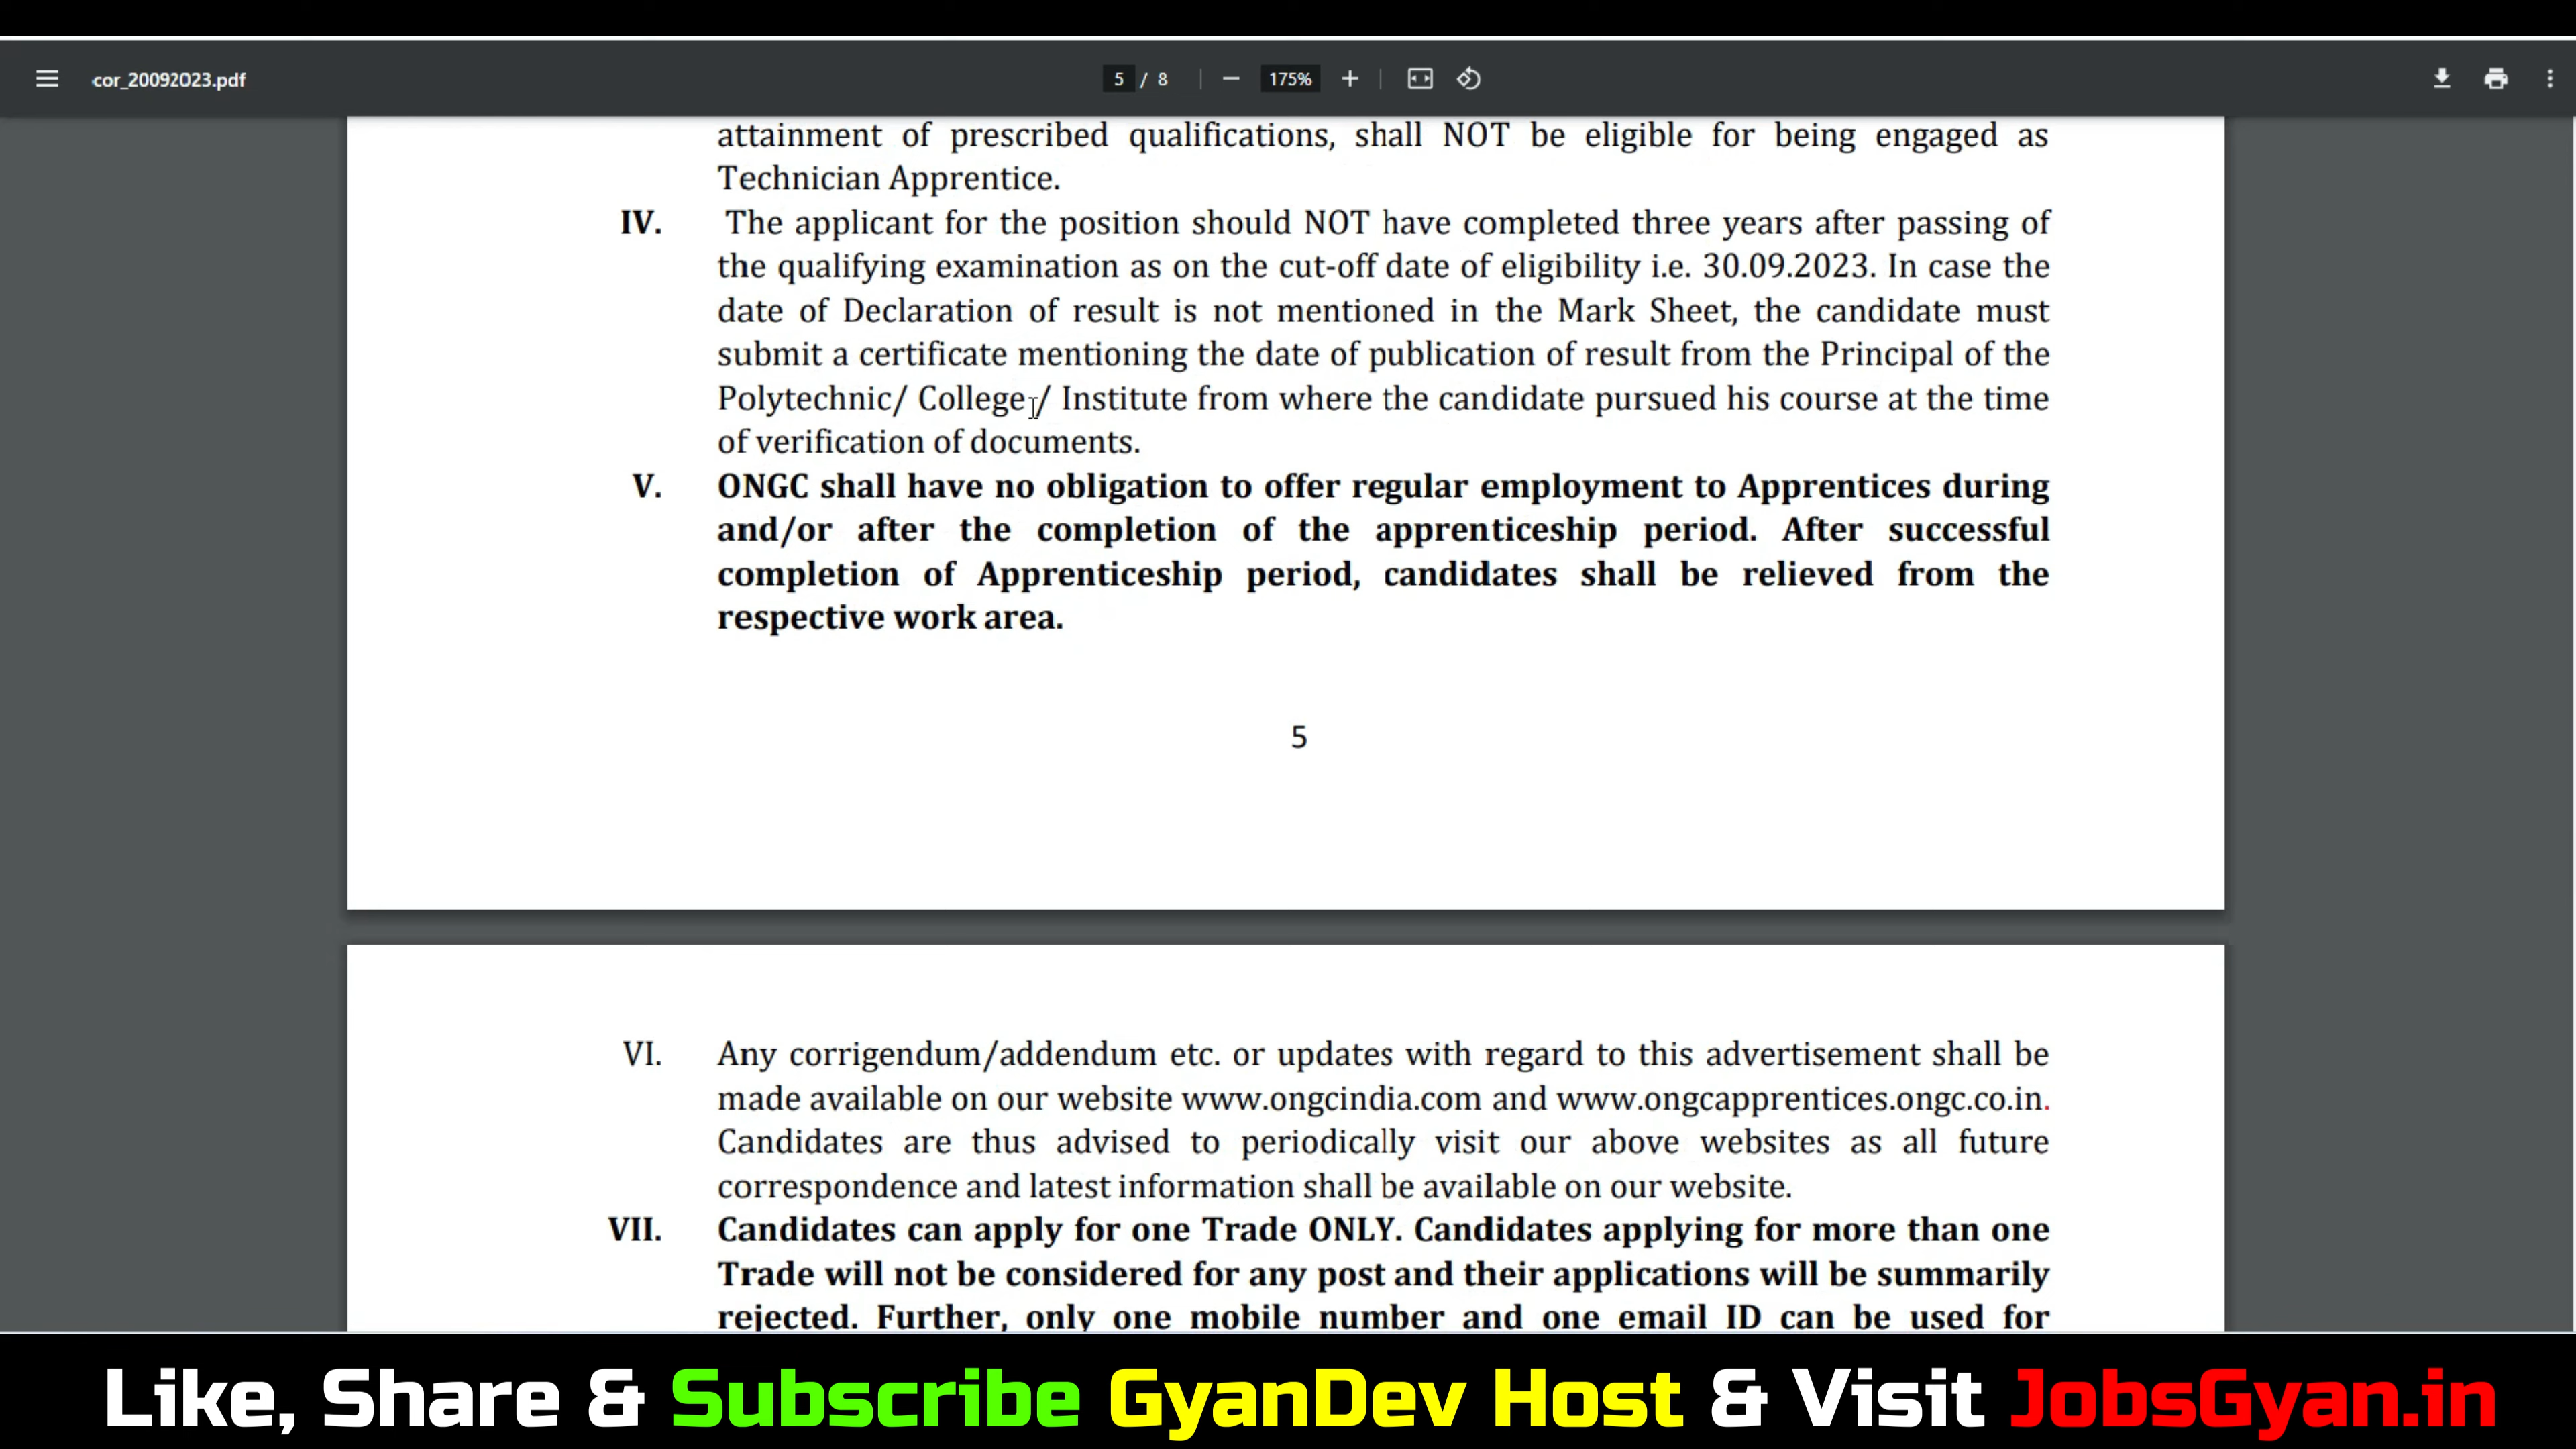 cor_20092023.pdf
5 / 8
175%
attainment of prescribed qualifications, shall NOT be eligible for being engaged as
Technician Apprentice.
IV. The applicant for the position should NOT have completed three years after passing of
the qualifying examination as on the cut-off date of eligibility i.e. 30.09.2023. In case the
date of Declaration of result is not mentioned in the Mark Sheet, the candidate must
submit a certificate mentioning the date of publication of result from the Principal of the
Polytechnic/ College / Institute from where the candidate pursued his course at the time
of verification of documents.
V. ONGC shall have no obligation to offer regular employment to Apprentices during
and/or after the completion of the apprenticeship period. After successful
completion of Apprenticeship period, candidates shall be relieved from the
respective work area.
5
VI. Any corrigendum/addendum etc. or updates with regard to this advertisement shall be
made available on our website www.ongcindia.com and www.ongcapprentices.ongc.co.in.
Candidates are thus advised to periodically visit our above websites as all future
correspondence and latest information shall be available on our website.
VII. Candidates can apply for one Trade ONLY. Candidates applying for more than one
Trade will not be considered for any post and their applications will be summarily
rejected. Further, only one mobile number and one email ID can be used for
Like, Share & Subscribe GyanDev Host & Visit JobsGyan.in